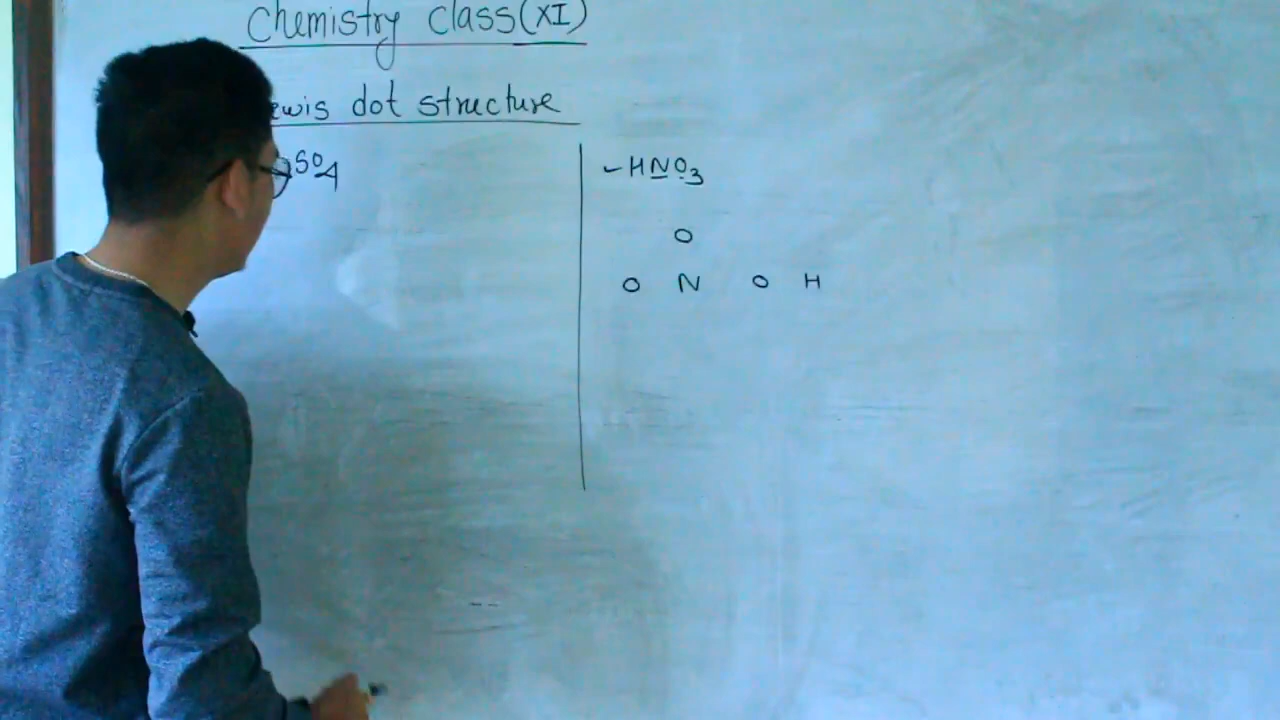 Chemistry Class(XI)
ewis dot structure
SO4
-HNO3
O
O N O H